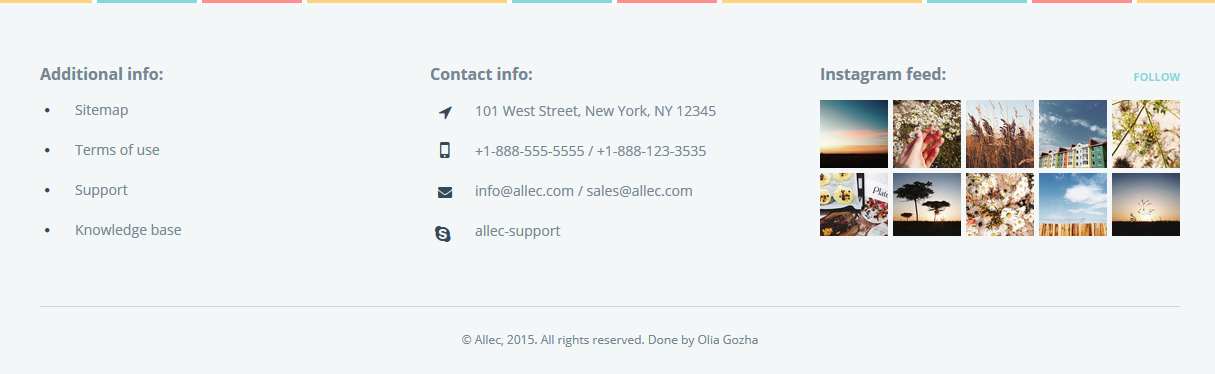 Additional info:
Sitemap
Terms of use
Support
Knowledge base
Contact info:
101 West Street, New York, NY 12345
+1-888-555-5555 / +1-888-123-3535
info@allec.com / sales@allec.com
allec-support
Instagram feed:
FOLLOW
© Allec, 2015. All rights reserved. Done by Olia Gozha